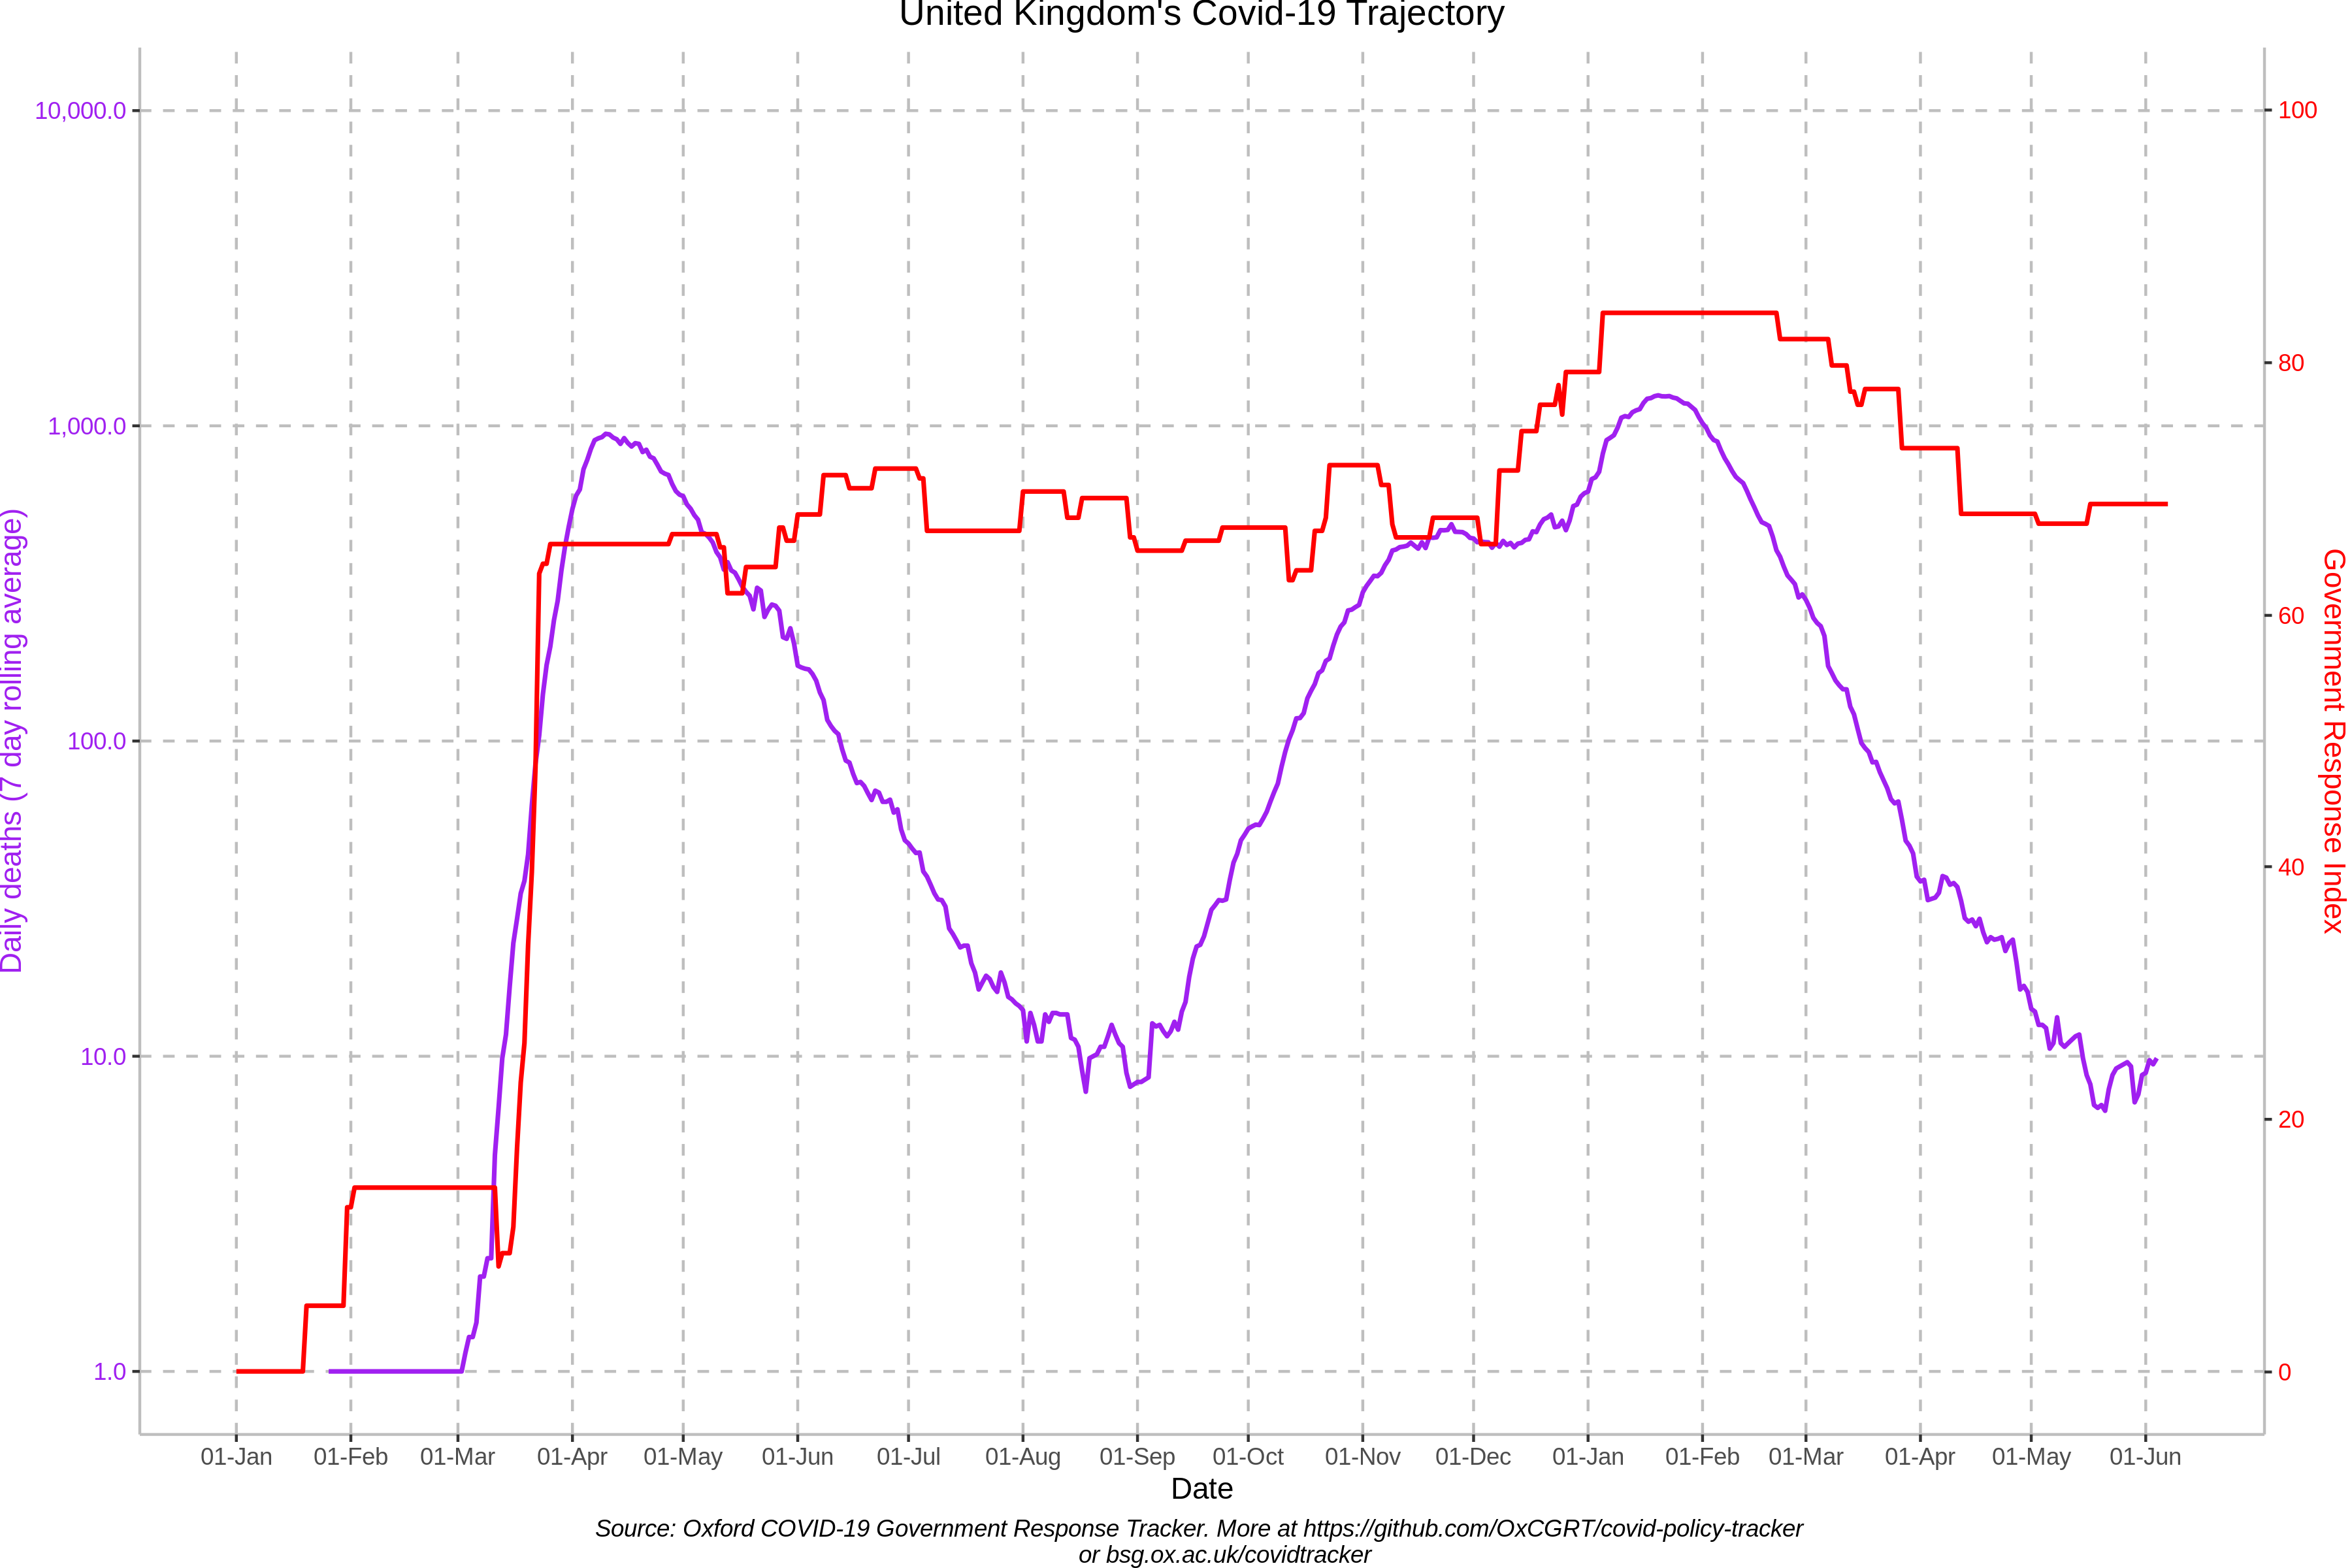 United Kingdom's Covid-19 Trajectory
10,000.0
1,000.0
100.0
10.0
1.0
Daily deaths (7 day rolling average)
100
80
60
40
20
0
Government Response Index
01-Jan 01-Feb 01-Mar 01-Apr 01-May 01-Jun 01-Jul 01-Aug 01-Sep 01-Oct 01-Nov 01-Dec 01-Jan 01-Feb 01-Mar 01-Apr 01-May 01-Jun
Date
Source: Oxford COVID-19 Government Response Tracker. More at https://github.com/OxCGRT/covid-policy-tracker
or bsg.ox.ac.uk/covidtracker